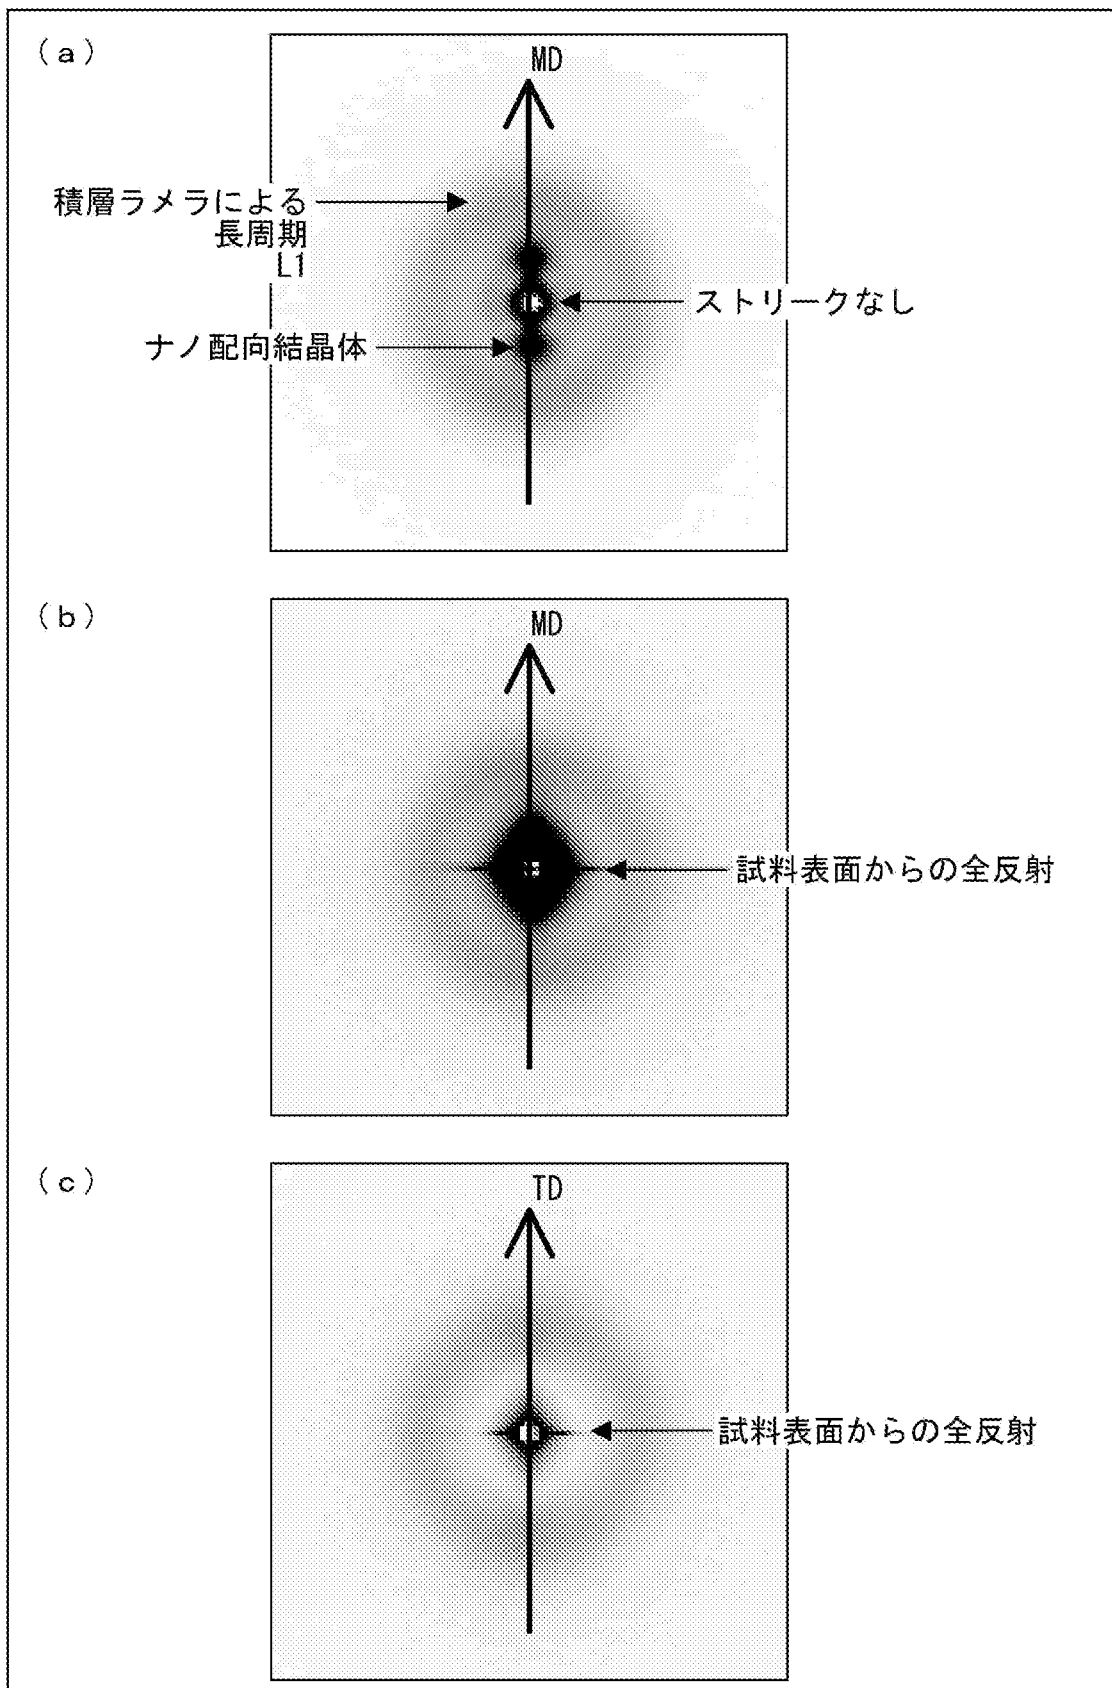 (a)
MD
積層ラメラによる
長周期
L1
ストリークなし
ナノ配向結晶体
(b)
MD
試料表面からの全反射
(c)
TD
試料表面からの全反射